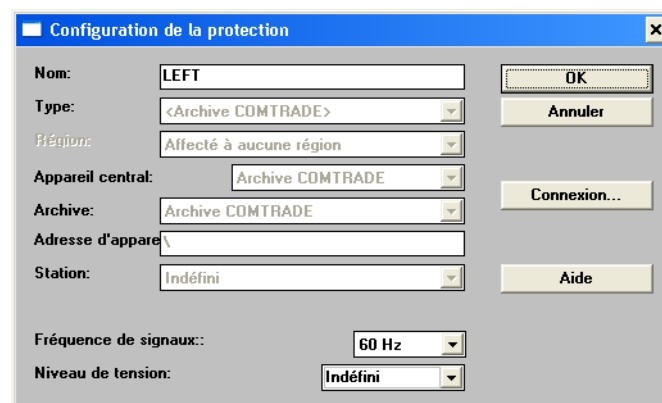 Configuration de la protection
Nom: LEFT
OK
Type: <Archive COMTRADE>
Annuler
Région: Affecté à aucune région
Appareil central: Archive COMTRADE
Connexion...
Archive: Archive COMTRADE
Adresse d'appare \
Station: Indéfini
Aide
Fréquence de signaux:: 60 Hz
Niveau de tension: Indéfini